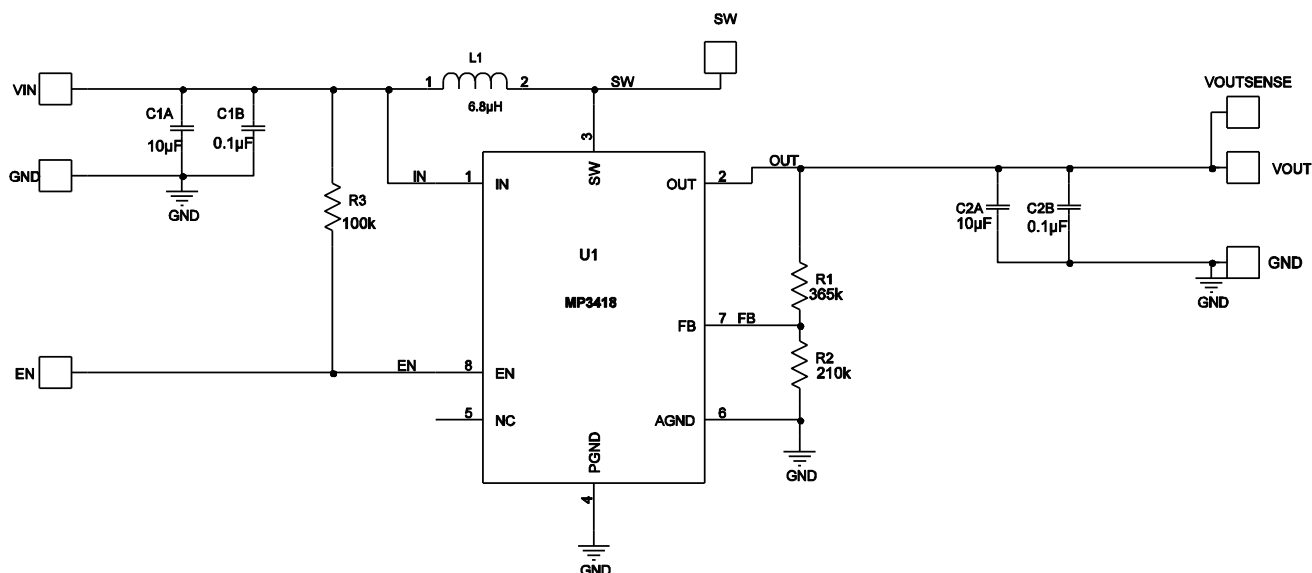 SW
L1
VIN
1
2
SW
VOUTSENSE
C1A
C1B
6.8µH
10µF
0.1µF
3
OUT
VOUT
GND
IN
1
IN
SW
OUT
2
GND
R3
100k
C2A
C2B
10µF
0.1µF
U1
GND
R1
365k
MP3418
GND
FB
7
FB
R2
210k
EN
EN
8
EN
5
NC
AGND
6
PGND
GND
4
GND